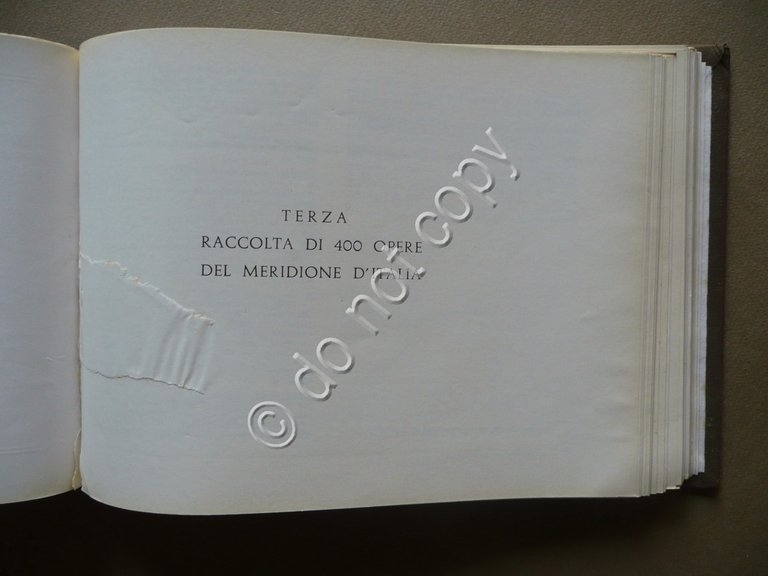 TERZA
RACCOLTA DI 400 OPERE
DEL MERIDIONE D'ITALIA
© do not copy